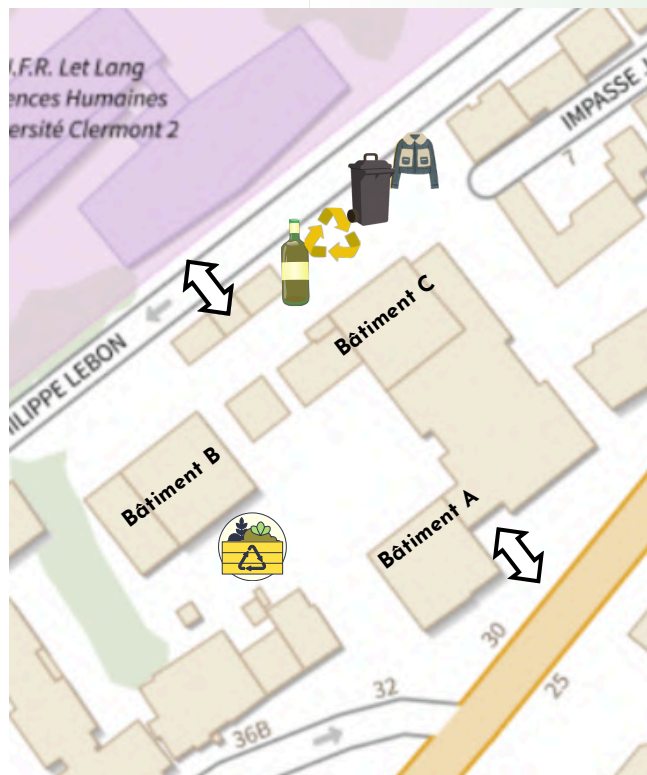 .F.R. Let Lang
ences Humaines
ersité Clermont 2
IMPASSE J
7
Bâtiment C
ILIPPE LEBON
Bâtiment B
Bâtiment A
30
32
25
36B